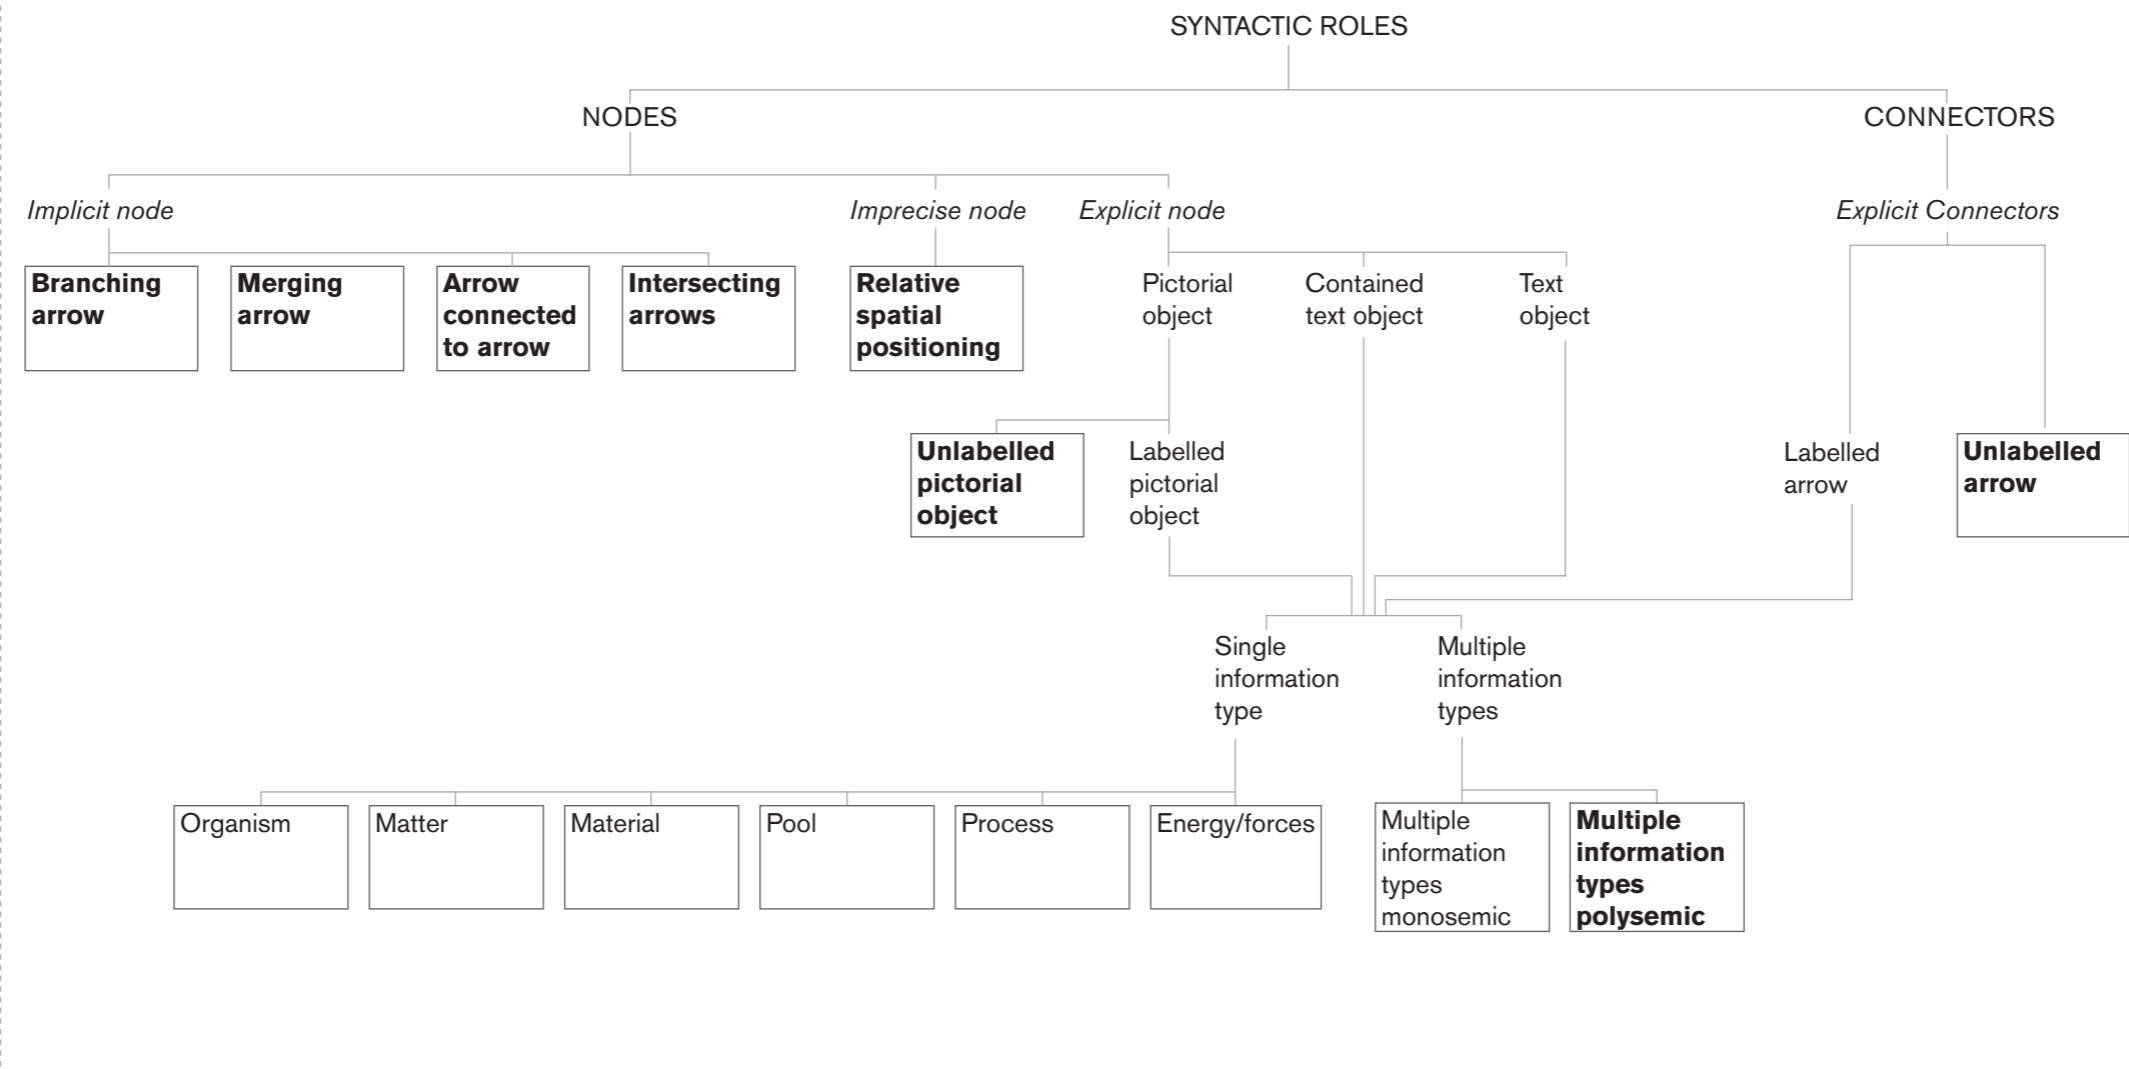 SYNTACTIC ROLES
NODES
CONNECTORS
Implicit node
Imprecise node
Explicit node
Explicit Connectors
Branching
arrow
Merging
arrow
Arrow
connected
to arrow
Intersecting
arrows
Relative
spatial
positioning
Pictorial
object
Contained
text object
Text
object
Unlabelled
pictorial
object
Labelled
pictorial
object
Labelled
arrow
Unlabelled
arrow
Single
information
type
Multiple
information
types
Organism
Matter
Material
Pool
Process
Energy/forces
Multiple
information
types
monosemic
Multiple
information
types
polysemic